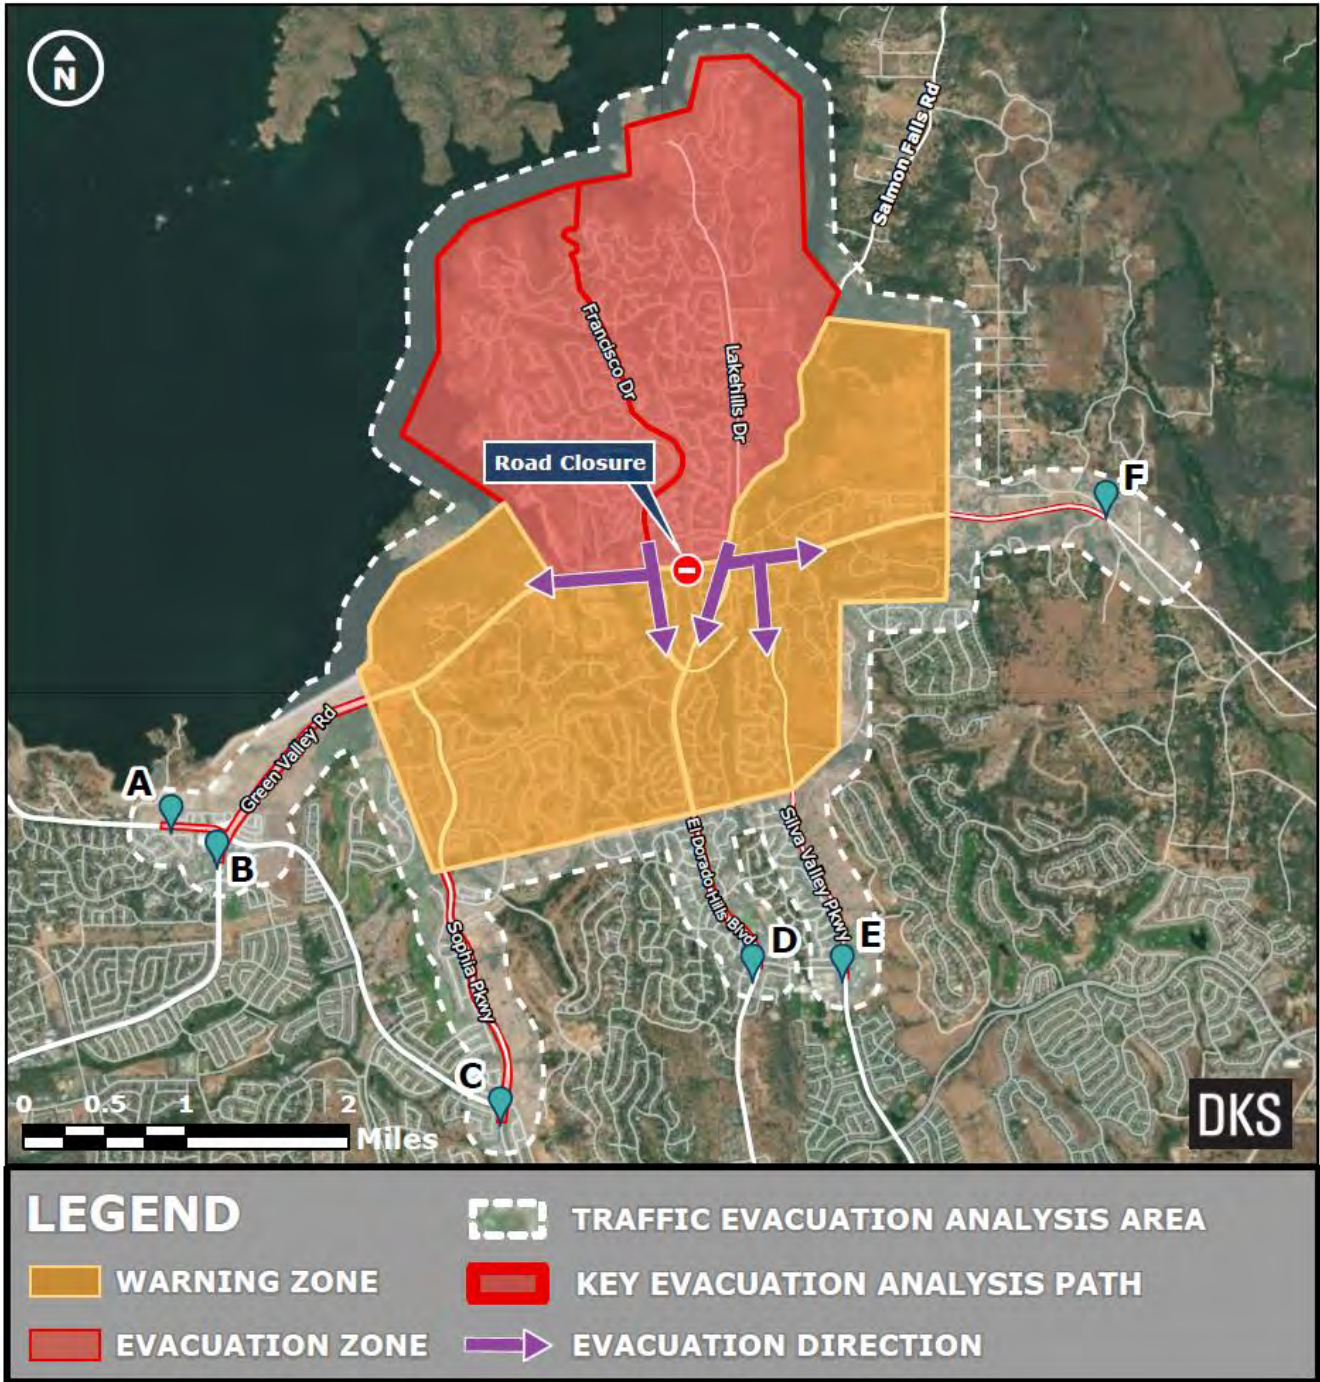 N
Salmon Falls Rd
Francisco Dr
Lakehills Dr
Road Closure
F
Green Valley Rd
A
B
El Dorado Hills Blvd
Silva Valley Pkwy
Sophia Pkwy
D
E
C
0 0.5 1 2
Miles
DKS
LEGEND
WARNING ZONE
EVACUATION ZONE
TRAFFIC EVACUATION ANALYSIS AREA
KEY EVACUATION ANALYSIS PATH
EVACUATION DIRECTION